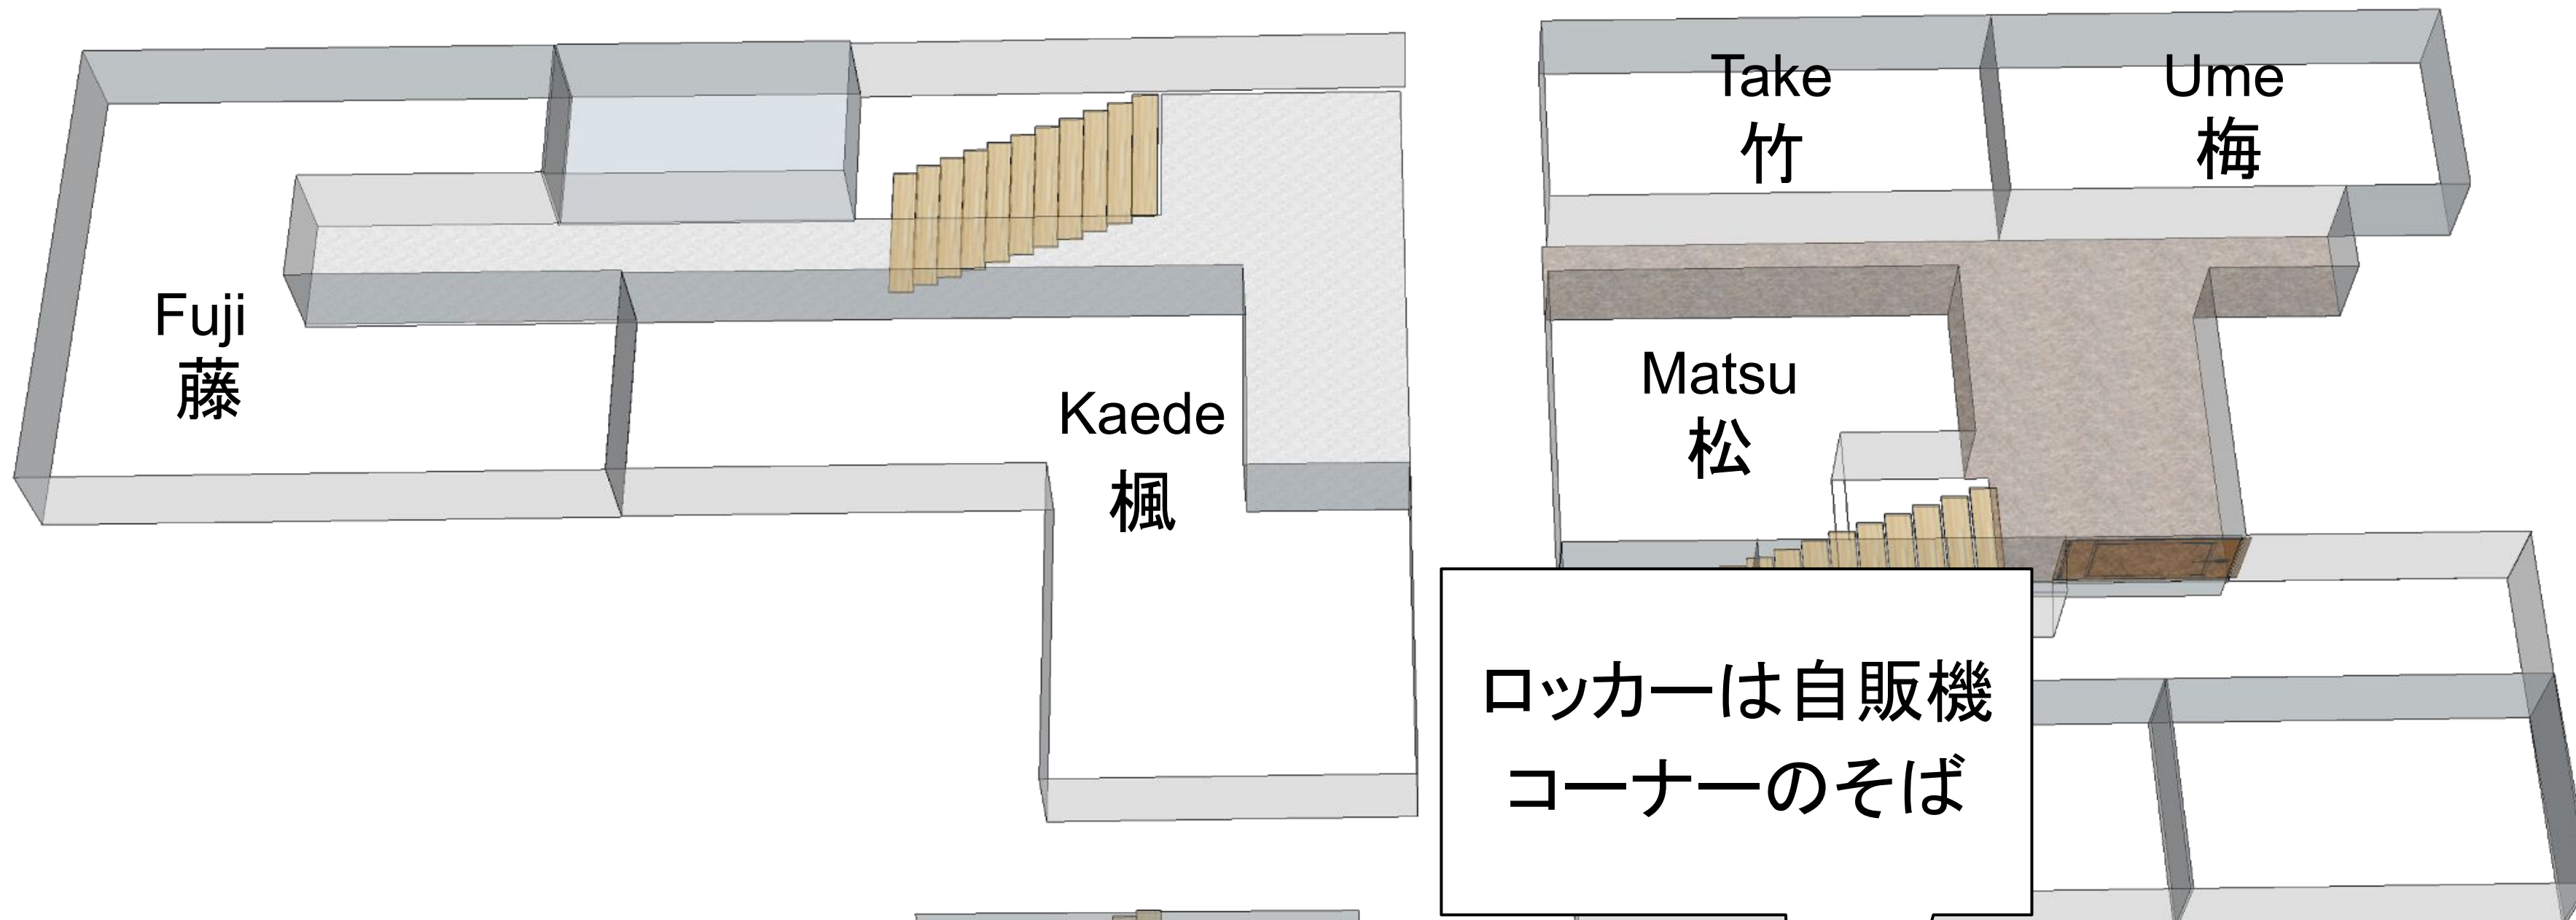 Fuji
藤
Kaede
楓
Take
竹
Ume
梅
Matsu
松
ロッカーは自販機
コーナーのそば